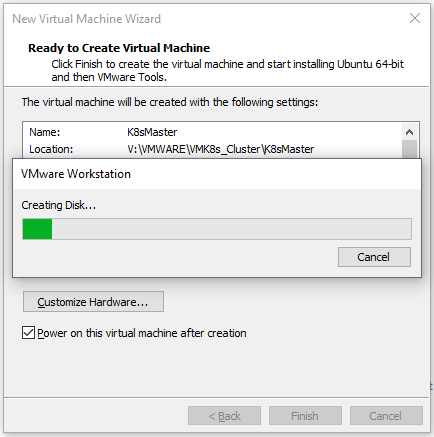 New Virtual Machine Wizard
Ready to Create Virtual Machine
Click Finish to create the virtual machine and start installing Ubuntu 64-bit
and then VMware Tools.
The virtual machine will be created with the following settings:
Name: K8sMaster
Location: V:\VMWARE\VMK8s_Cluster\K8sMaster
VMware Workstation
Creating Disk...
Cancel
Customize Hardware...
Power on this virtual machine after creation
< Back Finish Cancel